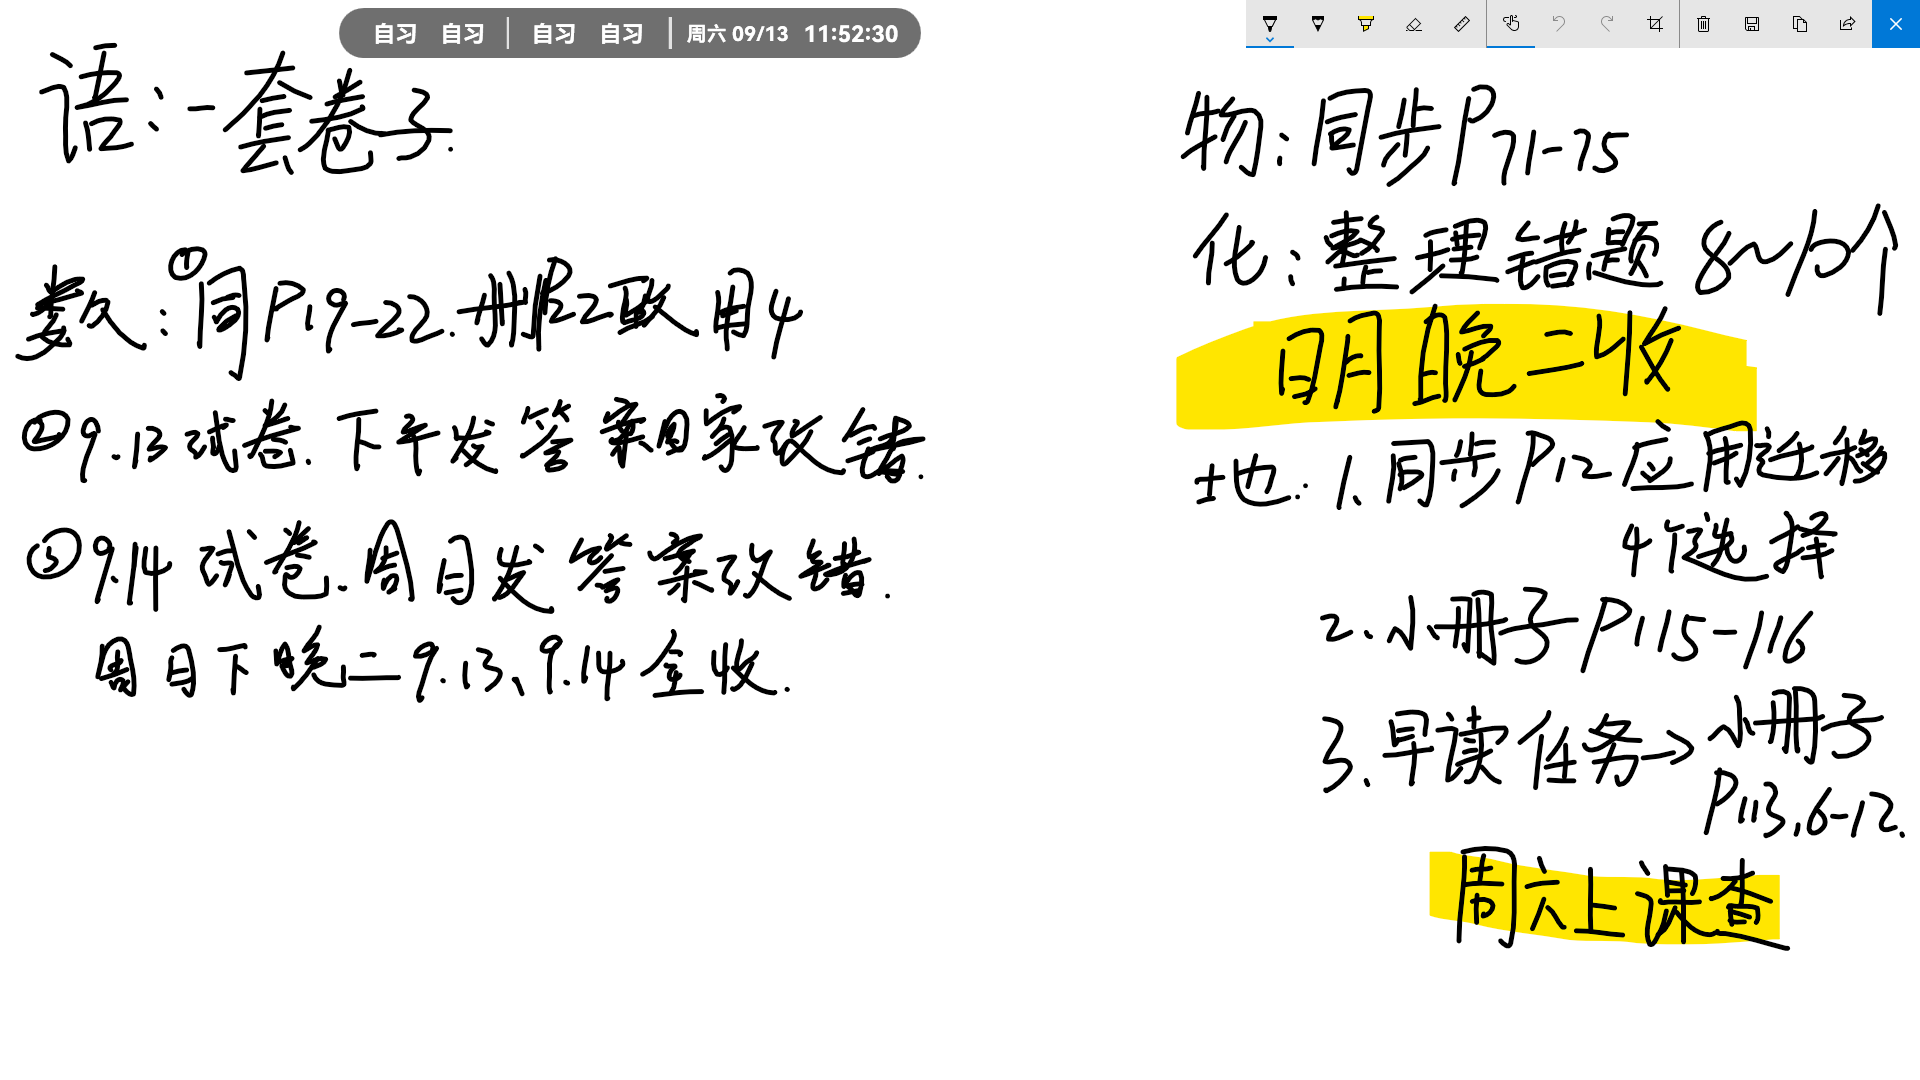 自习 自习 | 自习 自习 | 周六 09/13 11:52:30
语:一套卷子.
数:①同P19-22.册P22 致用4
②9.13试卷.下午发答案回家改错.
③9.14试卷.周日发答案改错.
周日下晚二9.13、9.14全收.
物:同步P71-75
化:整理错题8~10个
明晚二收
地.1.同步P12应用迁移
4个选择
2.小册子P115-116
3.早读任务→小册子
P113,6-12.
周六上课查